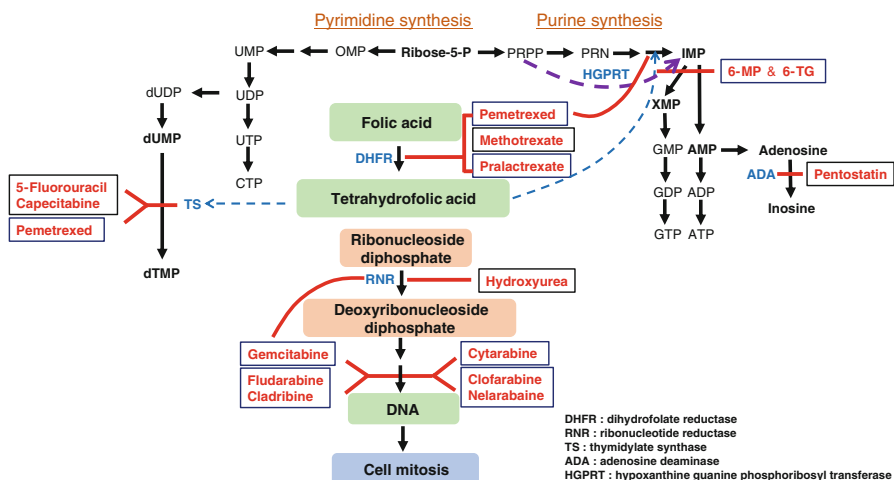 Pyrimidine synthesis
Purine synthesis
UMP
OMP
Ribose-5-P
PRPP
PRN
IMP
HGPRT
6-MP & 6-TG
dUDP
UDP
XMP
Folic acid
Pemetrexed
dUMP
UTP
DHFR
Methotrexate
GMP
AMP
Adenosine
Pralactrexate
CTP
ADA
Pentostatin
5-Fluorouracil
Capecitabine
TS
Tetrahydrofolic acid
GDP
ADP
Inosine
Pemetrexed
GTP
ATP
Ribonucleoside
diphosphate
dTMP
RNR
Hydroxyurea
Deoxyribonucleoside
diphosphate
Gemcitabine
Cytarabine
Fludarabine
Cladribine
Clofarabine
Nelarabaine
DNA
DHFR : dihydrofolate reductase
RNR : ribonucleotide reductase
TS : thymidylate synthase
ADA : adenosine deaminase
HGPRT : hypoxanthine guanine phosphoribosyl transferase
Cell mitosis